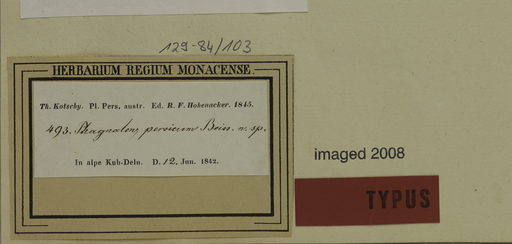 129-84/103
HERBARIUM REGIUM MONACENSE.
Th. Kotschy. Pl. Pers. austr. Ed. R. F. Hohenacker. 1845.
493. Phagnalon persicum Boiss. n. sp.
In alpe Kuh-Delu. D. 12. Jun. 1842.
imaged 2008
TYPUS